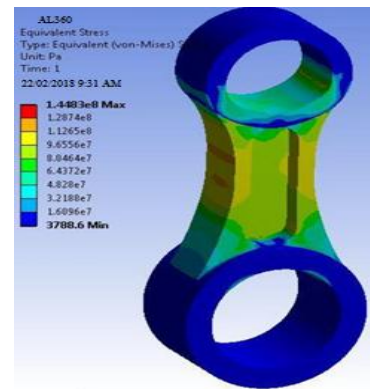 AL360
Equivalent Stress
Type: Equivalent (von-Mises) S
Unit: Pa
Time: 1
22/02/2018 9:31 AM
1.4483e8 Max
1.2874e8
1.1265e8
9.6556e7
8.0464e7
6.4372e7
4.828e7
3.2188e7
1.6096e7
3788.6 Min